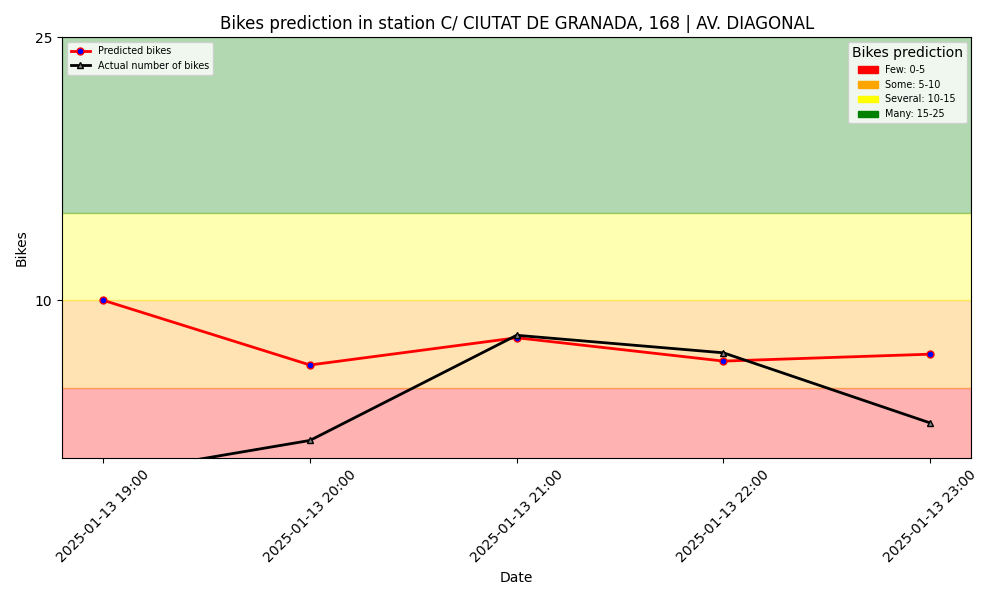 Bikes prediction in station C/ CIUTAT DE GRANADA, 168 | AV. DIAGONAL
25
10
Bikes
Predicted bikes
Actual number of bikes
Bikes prediction
Few: 0-5
Some: 5-10
Several: 10-15
Many: 15-25
2025-01-13 19:00
2025-01-13 20:00
2025-01-13 21:00
2025-01-13 22:00
2025-01-13 23:00
Date